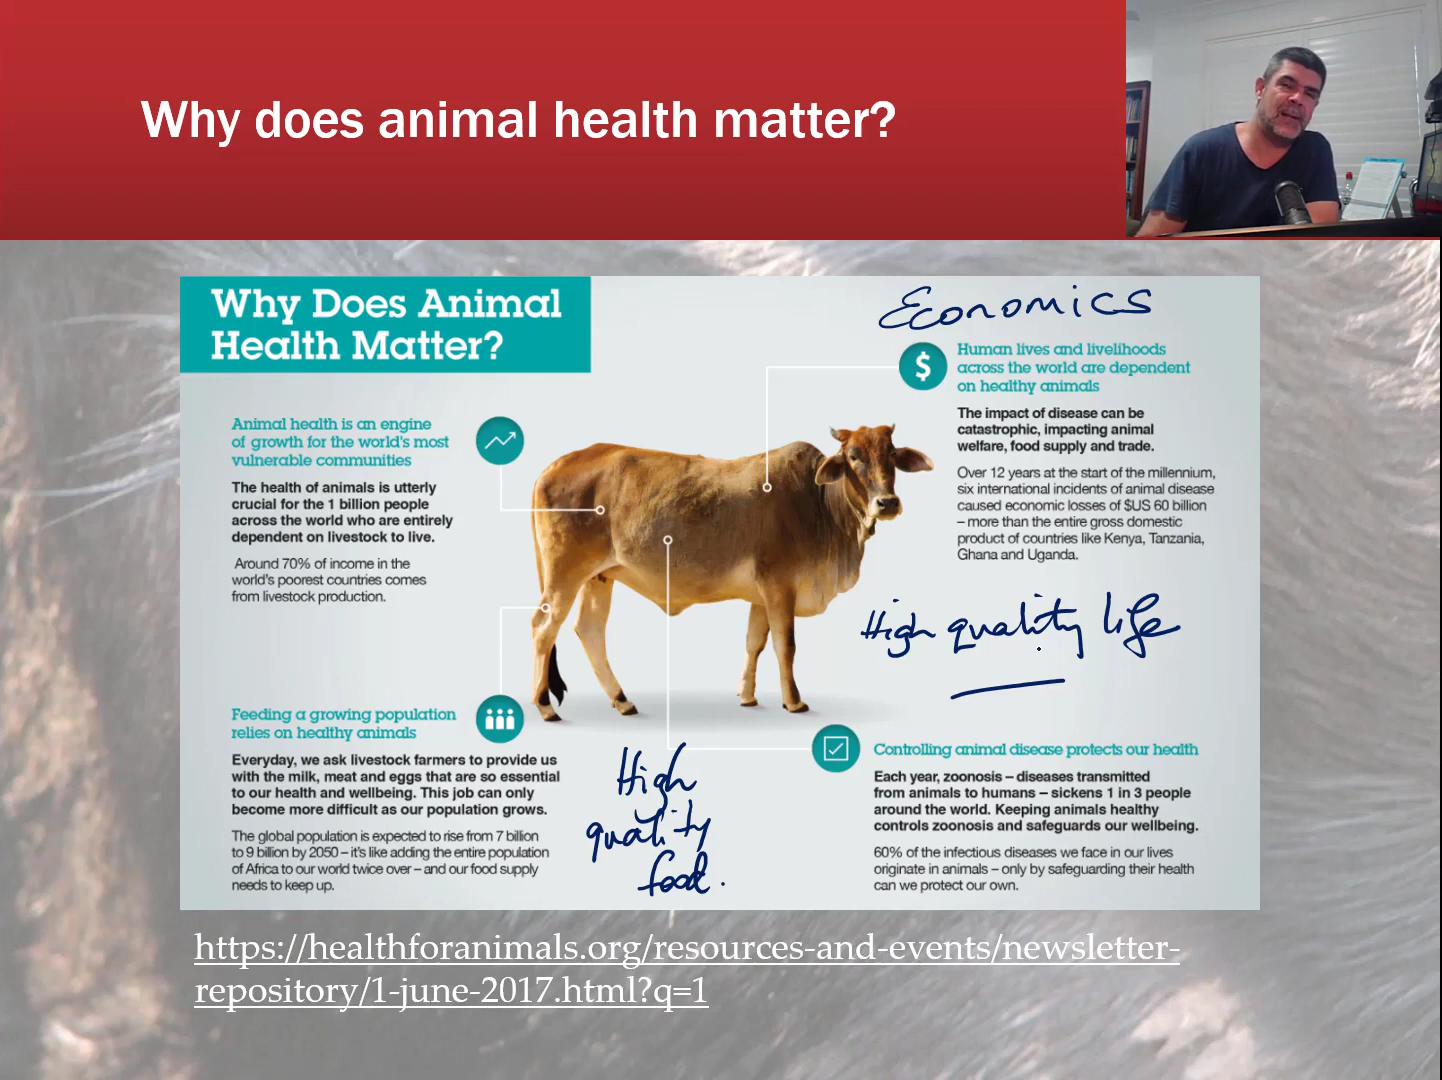 Why does animal health matter?
Why Does Animal
Health Matter?
Economics
Human lives and livelihoods
across the world are dependent
on healthy animals
The impact of disease can be
catastrophic, impacting animal
welfare, food supply and trade.
Over 12 years at the start of the millennium,
six international incidents of animal disease
caused economic losses of $US 60 billion
– more than the entire gross domestic
product of countries like Kenya, Tanzania,
Ghana and Uganda.
Animal health is an engine
of growth for the world's most
vulnerable communities
The health of animals is utterly
crucial for the 1 billion people
across the world who are entirely
dependent on livestock to live.
Around 70% of income in the
world's poorest countries comes
from livestock production.
High quality life
Feeding a growing population
relies on healthy animals
Everyday, we ask livestock farmers to provide us
with the milk, meat and eggs that are so essential
to our health and wellbeing. This job can only
become more difficult as our population grows.
The global population is expected to rise from 7 billion
to 9 billion by 2050 – it's like adding the entire population
of Africa to our world twice over – and our food supply
needs to keep up.
High
quality
food.
Controlling animal disease protects our health
Each year, zoonosis – diseases transmitted
from animals to humans – sickens 1 in 3 people
around the world. Keeping animals healthy
controls zoonosis and safeguards our wellbeing.
60% of the infectious diseases we face in our lives
originate in animals – only by safeguarding their health
can we protect our own.
https://healthforanimals.org/resources-and-events/newsletter-
repository/1-june-2017.html?q=1